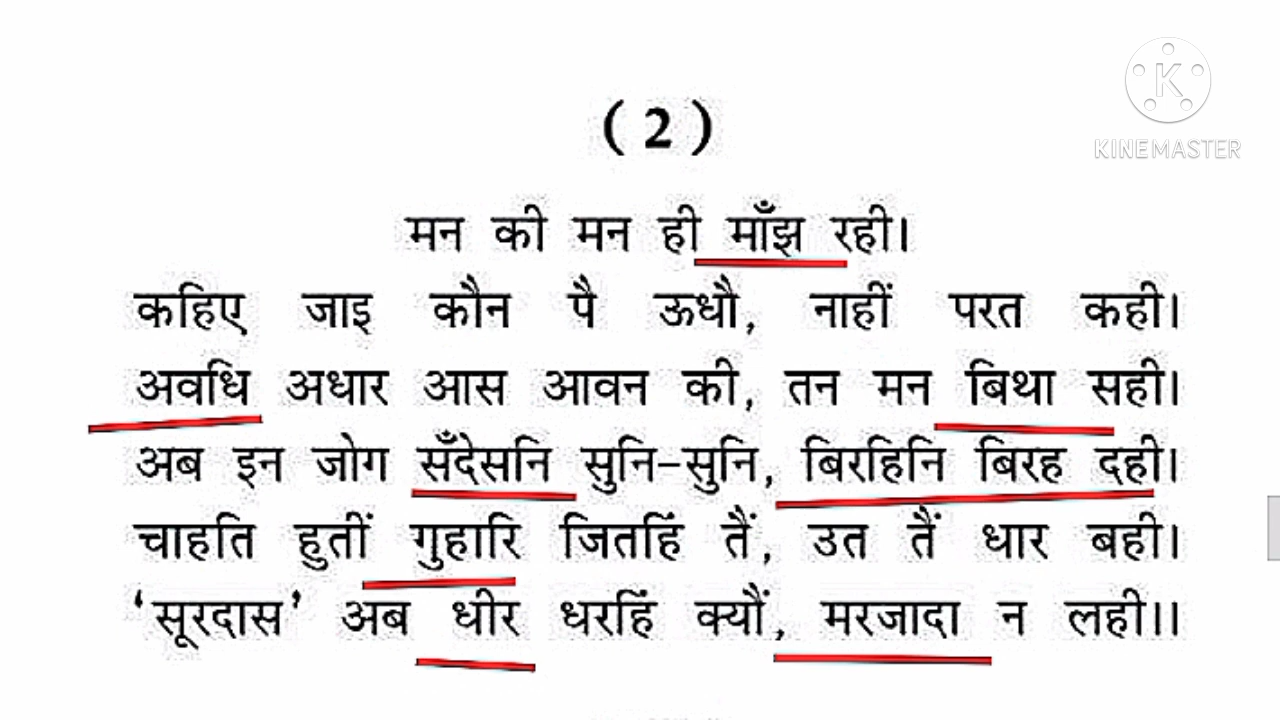 KINEMASTER
( 2 )
मन की मन ही माँझ रही।
कहिए जाइ कौन पै ऊधौ, नाहीं परत कही।
अवधि अधार आस आवन की, तन मन बिथा सही।
अब इन जोग सँदेसनि सुनि-सुनि, बिरहिनि बिरह दही।
चाहति हुतीं गुहारि जितहिं तैं, उत तैं धार बही।
‘सूरदास’ अब धीर धरहिं क्यौं, मरजादा न लही।।